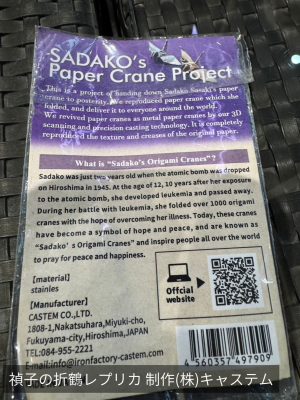 SADAKO's
Paper Crane Project
This is a project of handing down Sadako Sasaki's paper
crane to posterity. We reproduced paper crane which she
folded, and deliver it to everyone around the world.
We revived paper cranes as metal paper cranes by our 3D
scanning and precision casting technology. It is completely
reproduced the texture and creases of the original paper.
What is "Sadako's Origami Cranes"?
Sadako was just two years old when the atomic bomb was dropped
on Hiroshima in 1945. At the age of 12, 10 years after her exposure
to the atomic bomb, she developed leukemia and passed away.
During her battle with leukemia, she folded over 1000 origami
cranes with the hope of overcoming her illness. Today, these cranes
have become a symbol of hope and peace, and are known as
"Sadako' s Origami Cranes" and inspire people all over the world
to pray for peace and happiness.
[material]
stainles
[Manufacturer]
CASTEM CO.,LTD.
1808-1,Nakatsuhara,Miyuki-cho,
Fukuyama-city,Hiroshima,JAPAN
TEL:084-955-2221
E-mail:info@ironfactory-castem.com
Offcial
website
4 560357 497909
禎子の折鶴レプリカ 制作(株)キャステム